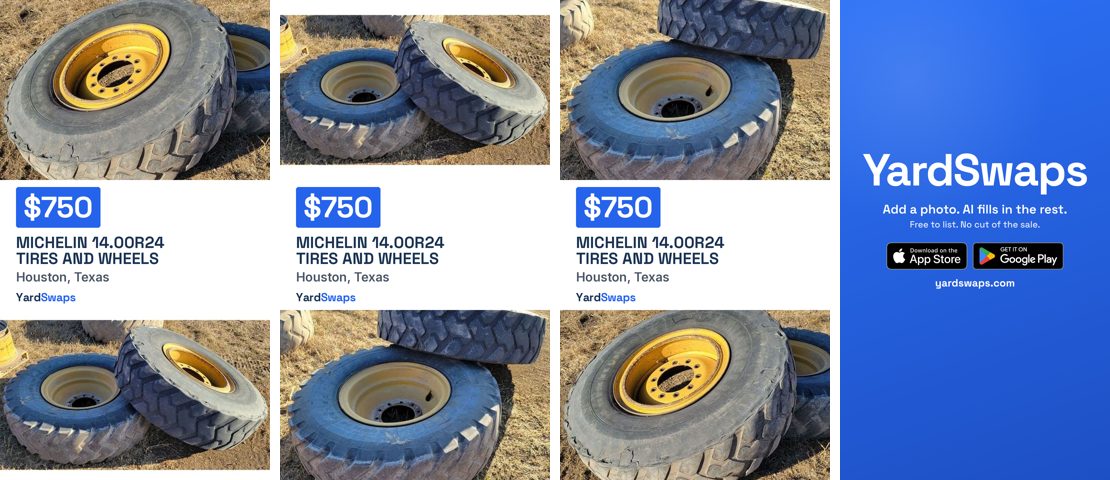 $750
MICHELIN 14.00R24
TIRES AND WHEELS
Houston, Texas
YardSwaps
$750
MICHELIN 14.00R24
TIRES AND WHEELS
Houston, Texas
YardSwaps
$750
MICHELIN 14.00R24
TIRES AND WHEELS
Houston, Texas
YardSwaps
YardSwaps
Add a photo. AI fills in the rest.
Free to list. No cut of the sale.
Download on the
App Store
GET IT ON
Google Play
yardswaps.com